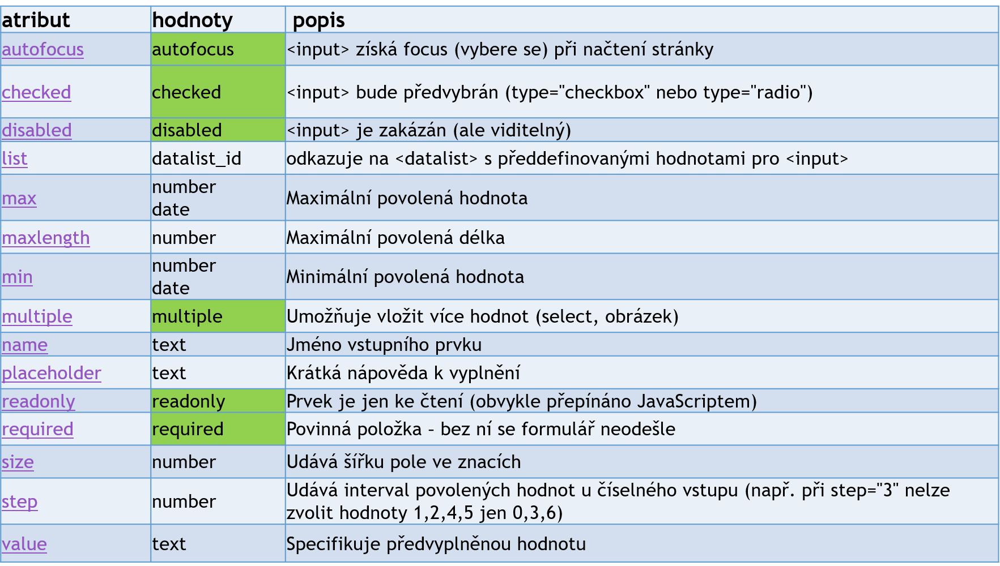 atribut hodnoty popis
autofocus autofocus <input> získá focus (vybere se) při načtení stránky
checked checked <input> bude předvybrán (type="checkbox" nebo type="radio")
disabled disabled <input> je zakázán (ale viditelný)
list datalist_id odkazuje na <datalist> s předdefinovanými hodnotami pro <input>
max number
date Maximální povolená hodnota
maxlength number Maximální povolená délka
min number
date Minimální povolená hodnota
multiple multiple Umožňuje vložit více hodnot (select, obrázek)
name text Jméno vstupního prvku
placeholder text Krátká nápověda k vyplnění
readonly readonly Prvek je jen ke čtení (obvykle přepínáno JavaScriptem)
required required Povinná položka – bez ní se formulář neodešle
size number Udává šířku pole ve znacích
step number Udává interval povolených hodnot u číselného vstupu (např. při step="3" nelze
zvolit hodnoty 1,2,4,5 jen 0,3,6)
value text Specifikuje předvyplněnou hodnotu